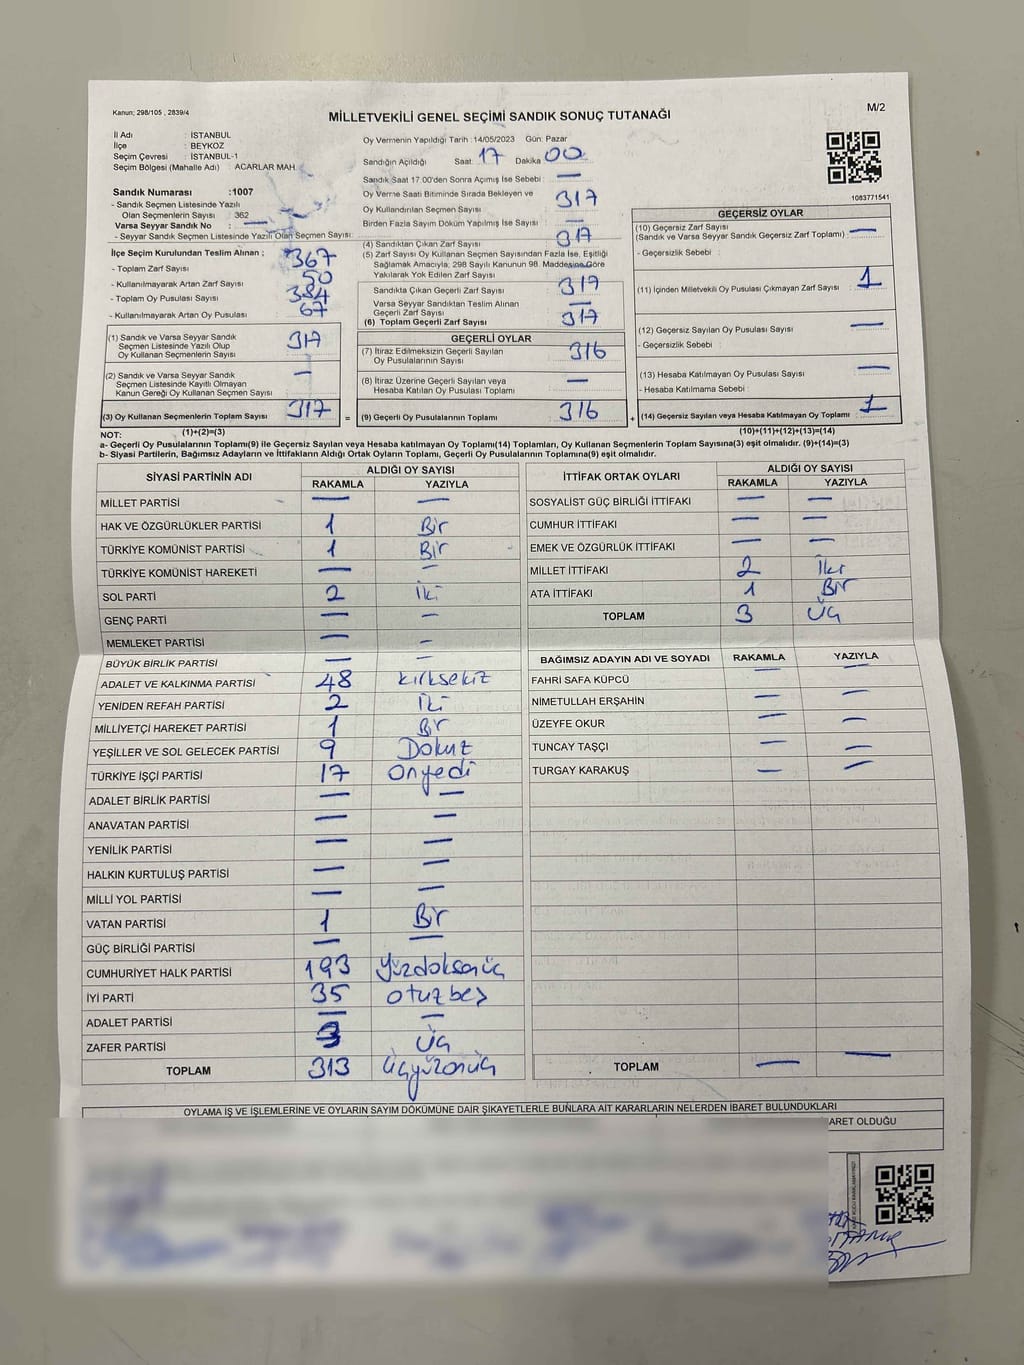 Kanun; 298/105 , 2839/4
MİLLETVEKİLİ GENEL SEÇİMİ SANDIK SONUÇ TUTANAĞI
M/2
İl Adı : İSTANBUL
İlçe : BEYKOZ
Seçim Çevresi : İSTANBUL-1
Seçim Bölgesi (Mahalle Adı) : ACARLAR MAH.
Sandık Numarası :1007
- Sandık Seçmen Listesinde Yazılı
Olan Seçmenlerin Sayısı : 362
Varsa Seyyar Sandık No : —
- Seyyar Sandık Seçmen Listesinde Yazılı Olan Seçmen Sayısı:
İlçe Seçim Kurulundan Teslim Alınan ;
- Toplam Zarf Sayısı : 367
- Kullanılmayarak Artan Zarf Sayısı : 50
- Toplam Oy Pusulası Sayısı : 384
- Kullanılmayarak Artan Oy Pusulası : 67
(1) Sandık ve Varsa Seyyar Sandık
Seçmen Listesinde Yazılı Olup
Oy Kullanan Seçmenlerin Sayısı 317
(2) Sandık ve Varsa Seyyar Sandık
Seçmen Listesinde Kayıtlı Olmayan
Kanun Gereği Oy Kullanan Seçmen Sayısı —
(3) Oy Kullanan Seçmenlerin Toplam Sayısı 317 =
(1)+(2)=(3)
Oy Vermenin Yapıldığı Tarih :14/05/2023 Gün: Pazar
Sandığın Açıldığı Saat: 17 Dakika 00
Sandık Saat 17:00'den Sonra Açımış İse Sebebi : —
Oy Verme Saati Bitiminde Sırada Bekleyen ve
Oy Kullandırılan Seçmen Sayısı 317
Birden Fazla Sayım Döküm Yapılmış İse Sayısı: —
(4) Sandıktan Çıkan Zarf Sayısı 317
(5) Zarf Sayısı Oy Kullanan Seçmen Sayısından Fazla İse, Eşitliği
Sağlamak Amacıyla, 298 Sayılı Kanunun 98. Maddesine Göre
Yakılarak Yok Edilen Zarf Sayısı —
Sandıkta Çıkan Geçerli Zarf Sayısı 317
Varsa Seyyar Sandıktan Teslim Alınan
Geçerli Zarf Sayısı —
(6) Toplam Geçerli Zarf Sayısı 317
GEÇERLİ OYLAR
(7) İtiraz Edilmeksizin Geçerli Sayılan
Oy Pusulalarının Sayısı 316
(8) İtiraz Üzerine Geçerli Sayılan veya
Hesaba Katılan Oy Pusulası Toplamı —
(9) Geçerli Oy Pusulalarının Toplamı 316 +
1083771541
GEÇERSİZ OYLAR
(10) Geçersiz Zarf Sayısı
(Sandık ve Varsa Seyyar Sandık Geçersiz Zarf Toplamı) —
- Geçersizlik Sebebi :
(11) İçinden Milletvekili Oy Pusulası Çıkmayan Zarf Sayısı 1
(12) Geçersiz Sayılan Oy Pusulası Sayısı —
- Geçersizlik Sebebi :
(13) Hesaba Katılmayan Oy Pusulası Sayısı —
- Hesaba Katılmama Sebebi :
(14) Geçersiz Sayılan veya Hesaba Katılmayan Oy Toplamı 1
(10)+(11)+(12)+(13)=(14)
NOT:
a- Geçerli Oy Pusulalarının Toplamı(9) ile Geçersiz Sayılan veya Hesaba katılmayan Oy Toplamı(14) Toplamları, Oy Kullanan Seçmenlerin Toplam Sayısına(3) eşit olmalıdır. (9)+(14)=(3)
b- Siyasi Partilerin, Bağımsız Adayların ve İttifakların Aldığı Ortak Oyların Toplamı, Geçerli Oy Pusulalarının Toplamına(9) eşit olmalıdır.
SİYASİ PARTİNİN ADI ALDIĞI OY SAYISI
RAKAMLA YAZIYLA
MİLLET PARTİSİ — —
HAK VE ÖZGÜRLÜKLER PARTİSİ 1 Bir
TÜRKİYE KOMÜNİST PARTİSİ 1 Bir
TÜRKİYE KOMÜNİST HAREKETİ — —
SOL PARTİ 2 iki
GENÇ PARTİ — —
MEMLEKET PARTİSİ — —
BÜYÜK BİRLİK PARTİSİ — —
ADALET VE KALKINMA PARTİSİ 48 kırksekiz
YENİDEN REFAH PARTİSİ 2 İki
MİLLİYETÇİ HAREKET PARTİSİ 1 Bir
YEŞİLLER VE SOL GELECEK PARTİSİ 9 Dokuz
TÜRKİYE İŞÇİ PARTİSİ 17 Onyedi
ADALET BİRLİK PARTİSİ — —
ANAVATAN PARTİSİ — —
YENİLİK PARTİSİ — —
HALKIN KURTULUŞ PARTİSİ — —
MİLLİ YOL PARTİSİ — —
VATAN PARTİSİ 1 Bir
GÜÇ BİRLİĞİ PARTİSİ — —
CUMHURİYET HALK PARTİSİ 193 Yüzdoksanüç
İYİ PARTİ 35 otuzbeş
ADALET PARTİSİ — —
ZAFER PARTİSİ 3 Üç
TOPLAM 313 üçyüzonüç
İTTİFAK ORTAK OYLARI ALDIĞI OY SAYISI
RAKAMLA YAZIYLA
SOSYALİST GÜÇ BİRLİĞİ İTTİFAKI — —
CUMHUR İTTİFAKI — —
EMEK VE ÖZGÜRLÜK İTTİFAKI — —
MİLLET İTTİFAKI 2 İki
ATA İTTİFAKI 1 Bir
TOPLAM 3 Üç
BAĞIMSIZ ADAYIN ADI VE SOYADI RAKAMLA YAZIYLA
FAHRİ SAFA KÜPCÜ — —
NİMETULLAH ERŞAHİN — —
ÜZEYFE OKUR — —
TUNCAY TAŞÇI — —
TURGAY KARAKUŞ — —
TOPLAM — —
OYLAMA İŞ VE İŞLEMLERİNE VE OYLARIN SAYIM DÖKÜMÜNE DAİR ŞİKAYETLERLE BUNLARA AİT KARARLARIN NELERDEN İBARET BULUNDUKLARI
ARET OLDUĞU